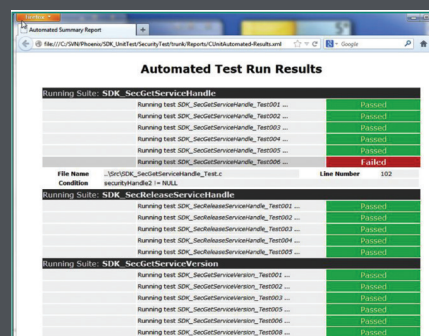 Firefox
Automated Summary Report
file:///C:/SVN/Phoenix/SDK_UnitTest/SecurityTest/trunk/Reports/CUnitAutomated-Results.xml
Google
Automated Test Run Results
Running Suite: SDK_SecGetServiceHandle
Running test SDK_SecGetServiceHandle_Test001 ... Passed
Running test SDK_SecGetServiceHandle_Test002 ... Passed
Running test SDK_SecGetServiceHandle_Test003 ... Passed
Running test SDK_SecGetServiceHandle_Test004 ... Passed
Running test SDK_SecGetServiceHandle_Test005 ... Passed
Running test SDK_SecGetServiceHandle_Test006 ... Failed
File Name ..\Src\SDK_SecGetServiceHandle_Test.c Line Number 102
Condition securityHandle2 != NULL
Running Suite: SDK_SecReleaseServiceHandle
Running test SDK_SecReleaseServiceHandle_Test001 ... Passed
Running test SDK_SecReleaseServiceHandle_Test002 ... Passed
Running test SDK_SecReleaseServiceHandle_Test003 ... Passed
Running test SDK_SecReleaseServiceHandle_Test004 ... Passed
Running test SDK_SecReleaseServiceHandle_Test005 ... Passed
Running Suite: SDK_SecGetServiceVersion
Running test SDK_SecGetServiceVersion_Test001 ... Passed
Running test SDK_SecGetServiceVersion_Test002 ... Passed
Running test SDK_SecGetServiceVersion_Test003 ... Passed
Running test SDK_SecGetServiceVersion_Test005 ... Passed
Running test SDK_SecGetServiceVersion_Test006 ... Passed
Running test SDK_SecGetServiceVersion_Test008 ... Passed